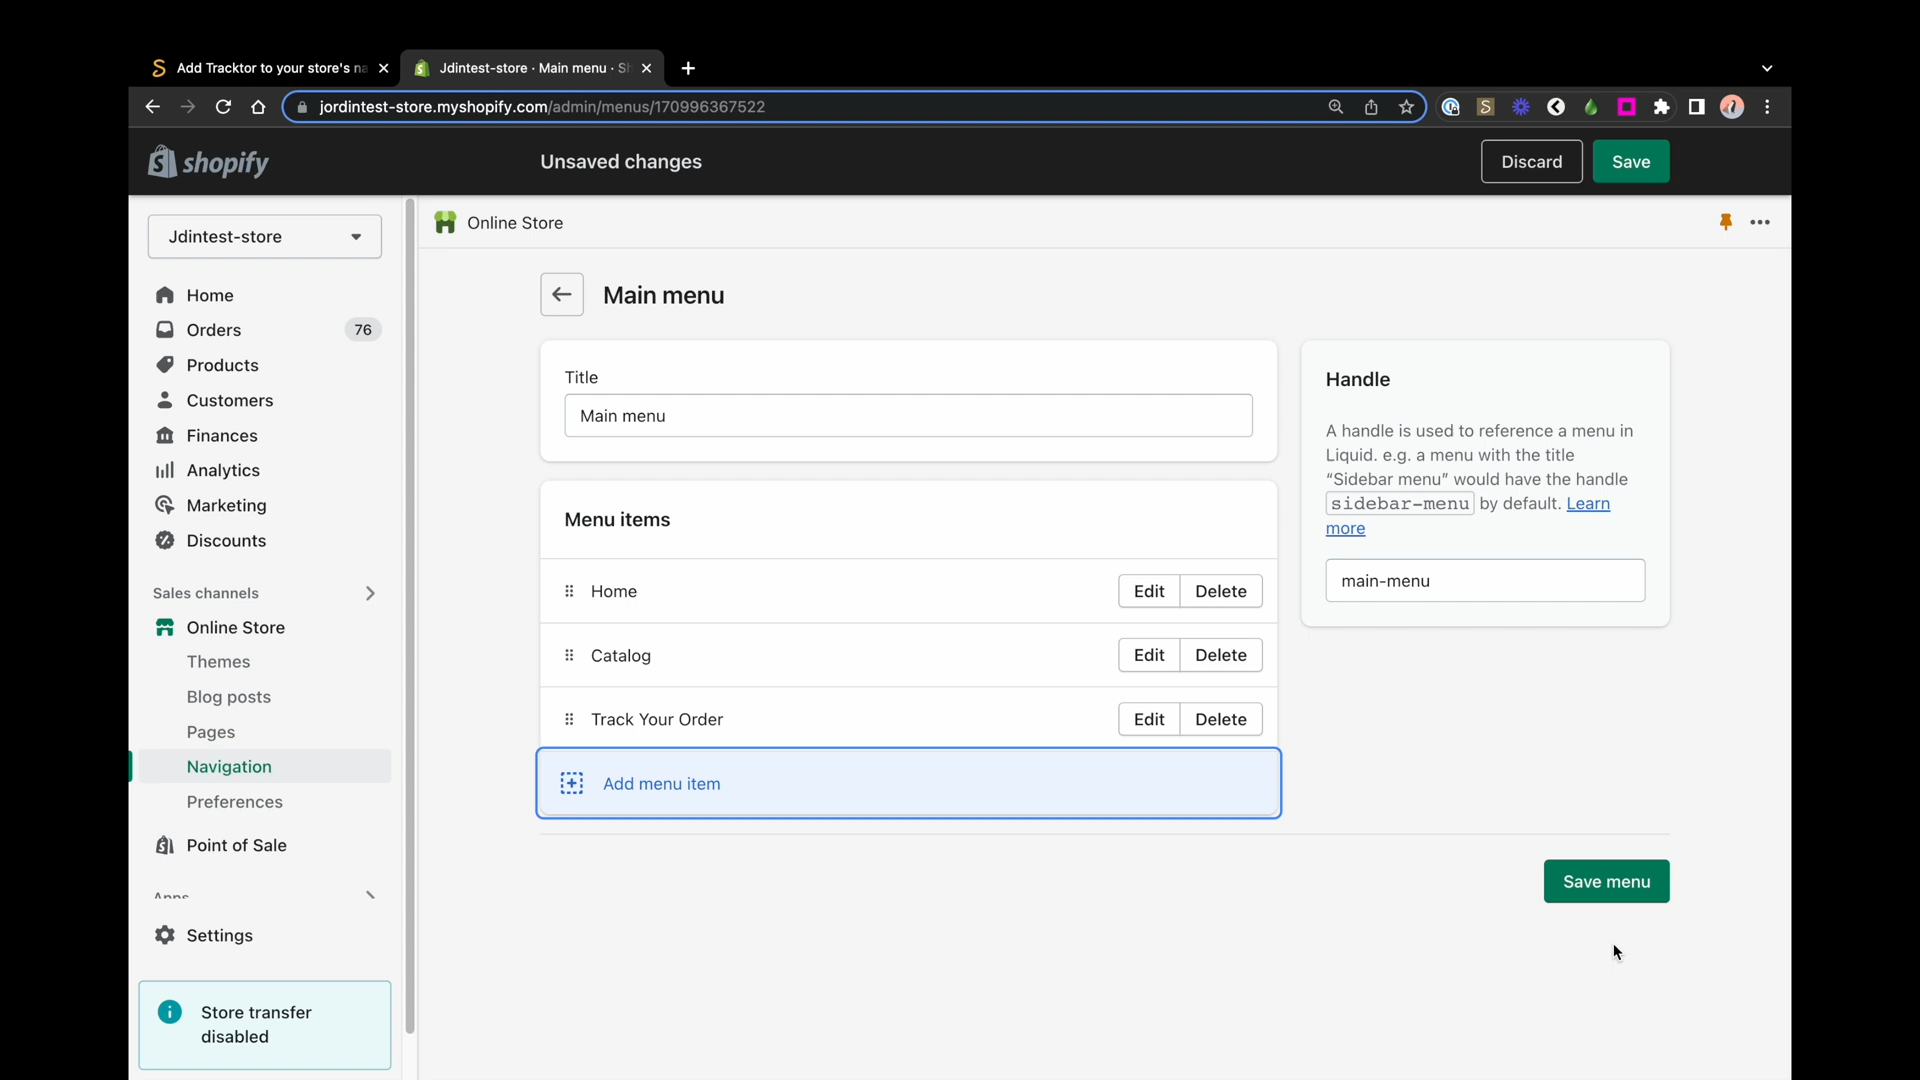 Add Tracktor to your store's na
Jdintest-store · Main menu · Sh
jordintest-store.myshopify.com/admin/menus/170996367522
shopify
Unsaved changes
Discard
Save
Jdintest-store
Online Store
Home
Orders
76
Products
Customers
Finances
Analytics
Marketing
Discounts
Sales channels
Online Store
Themes
Blog posts
Pages
Navigation
Preferences
Point of Sale
Apps
Settings
Store transfer
disabled
Main menu
Title
Main menu
Menu items
Home
Edit
Delete
Catalog
Edit
Delete
Track Your Order
Edit
Delete
Add menu item
Handle
A handle is used to reference a menu in
Liquid. e.g. a menu with the title
“Sidebar menu” would have the handle
sidebar-menu by default. Learn
more
main-menu
Save menu